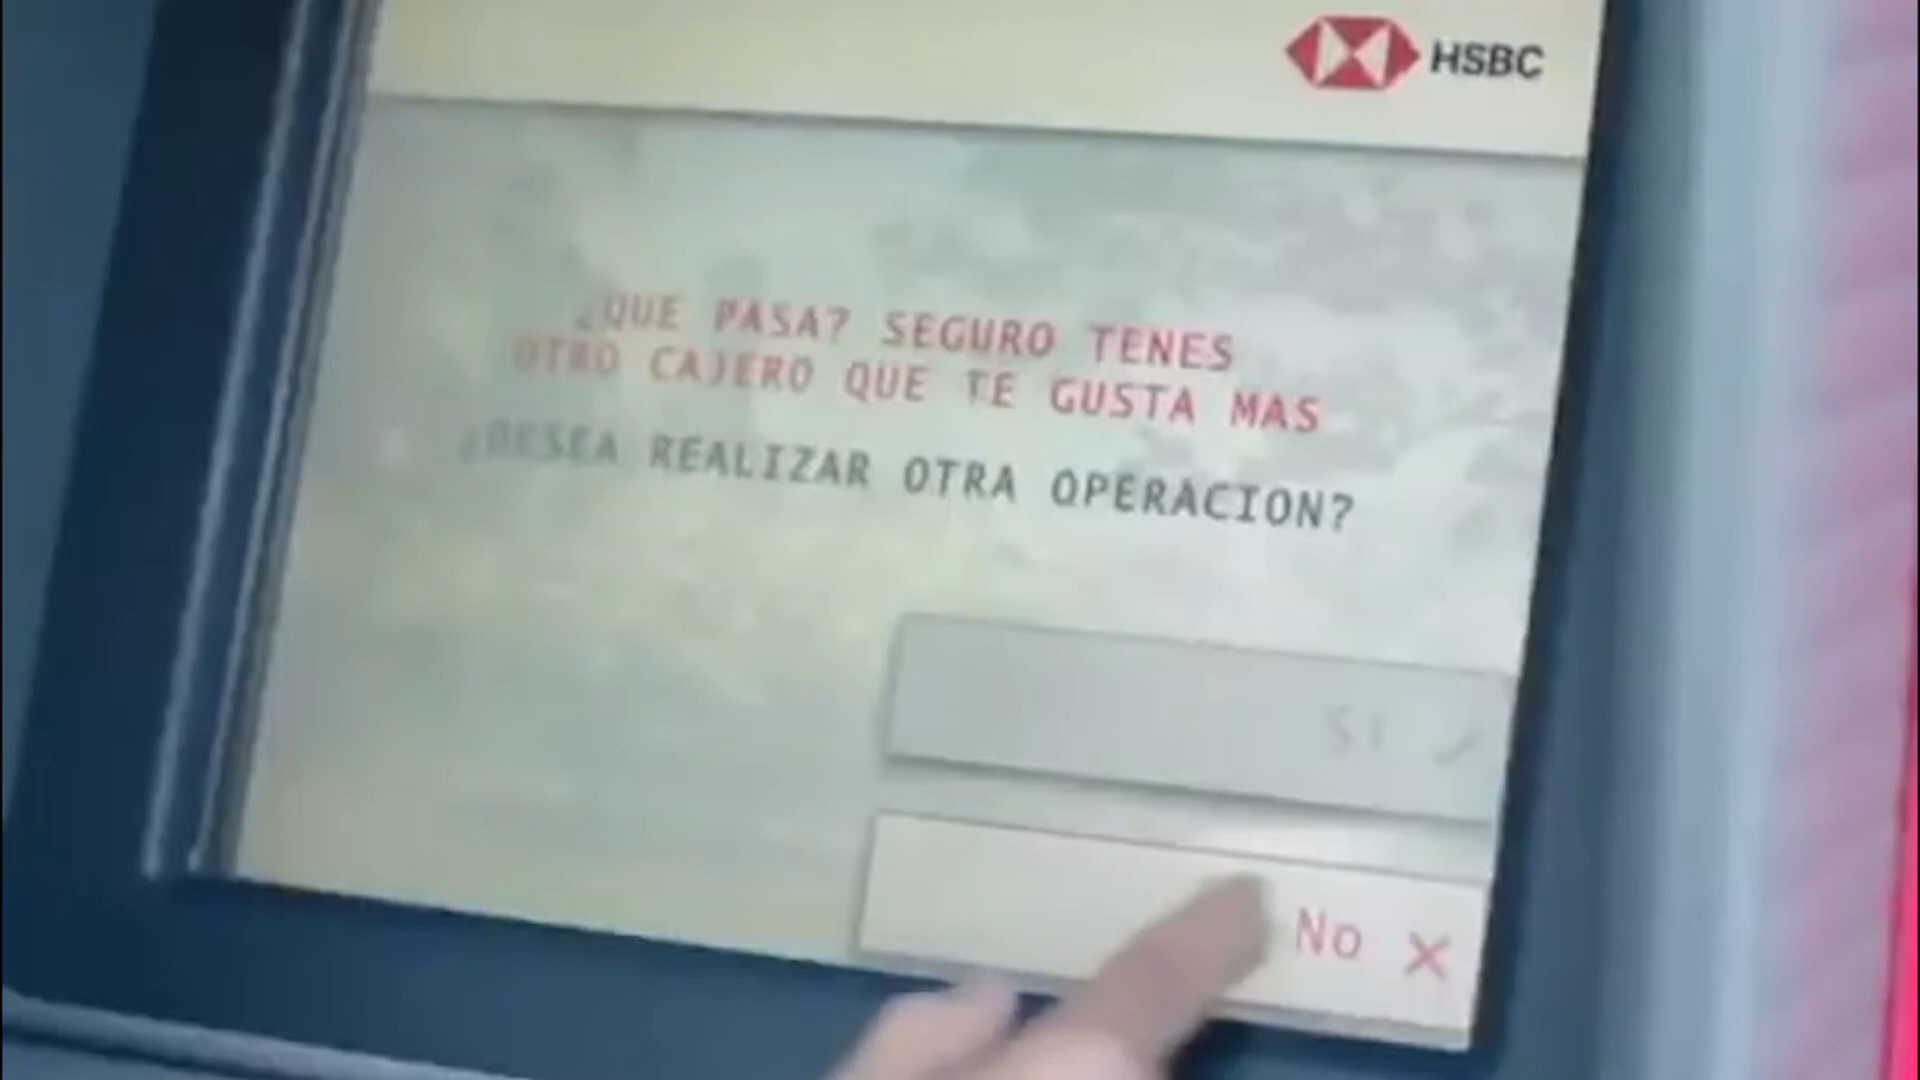 HSBC
¿QUE PASA? SEGURO TENES
OTRO CAJERO QUE TE GUSTA MAS
¿DESEA REALIZAR OTRA OPERACION?
SI
No